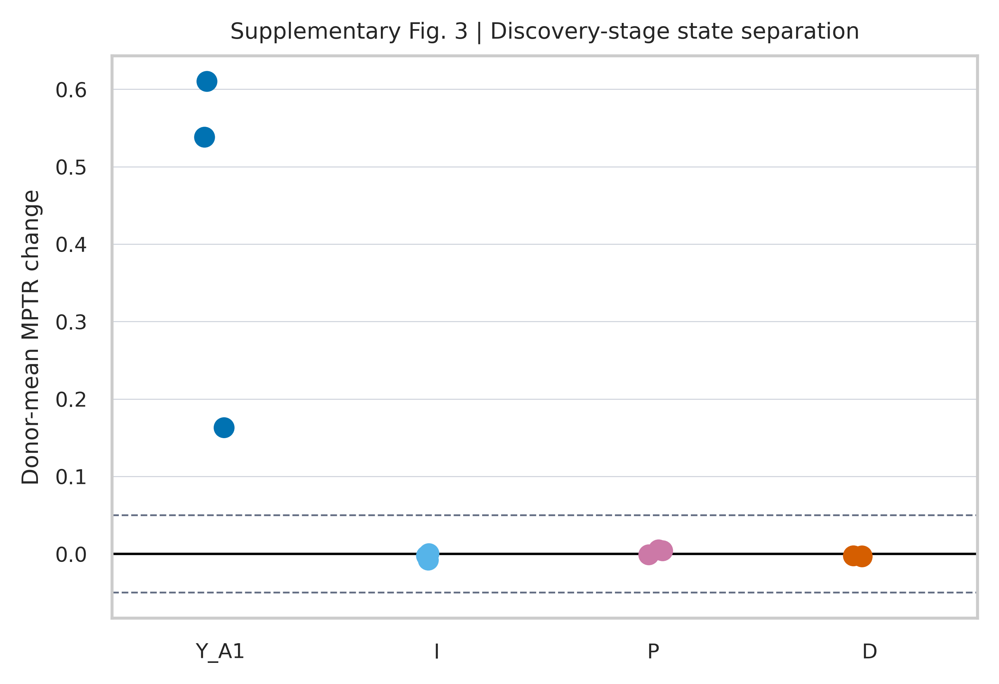 Supplementary Fig. 3 | Discovery-stage state separation
Donor-mean MPTR change
0.6
0.5
0.4
0.3
0.2
0.1
0.0
Y_A1
I
P
D